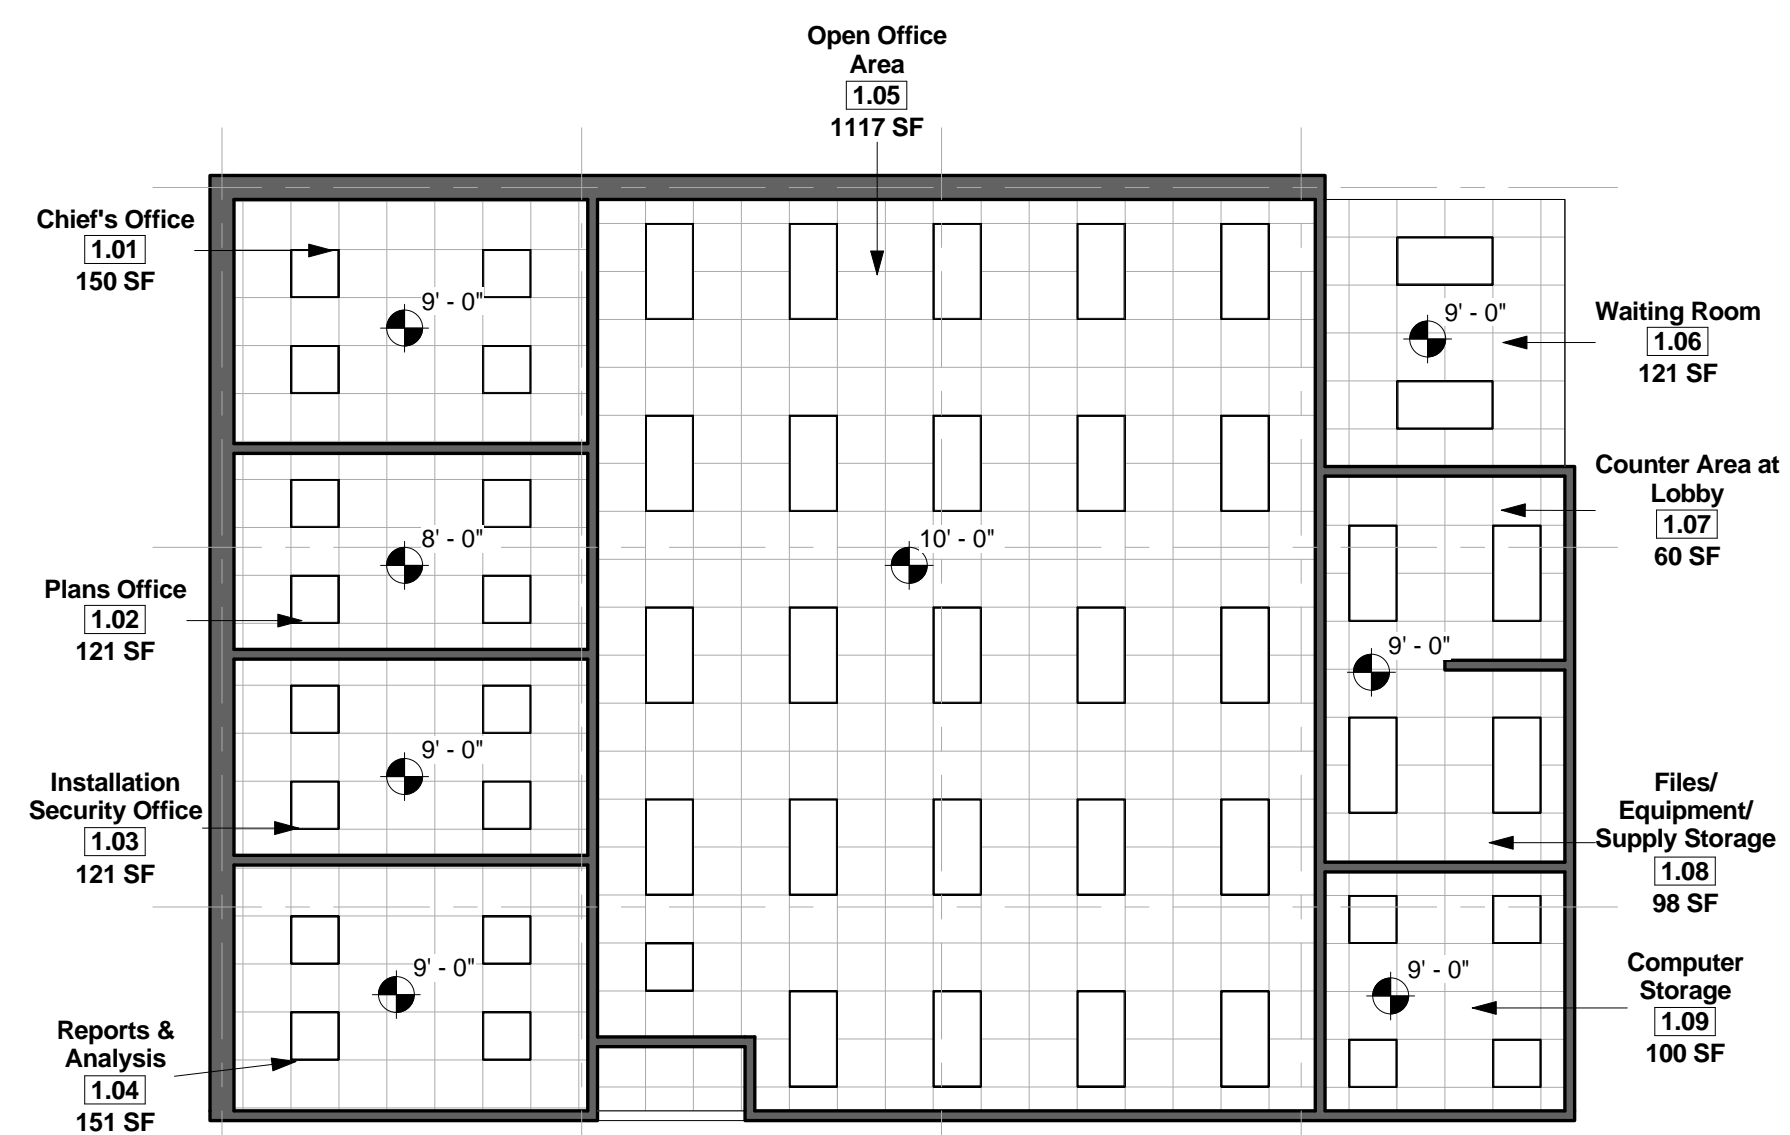 Open Office
Area
1.05
1117 SF
Chief's Office
1.01
150 SF
9' - 0"
9' - 0"
Waiting Room
1.06
121 SF
Counter Area at
Lobby
1.07
60 SF
8' - 0"
10' - 0"
Plans Office
1.02
121 SF
9' - 0"
9' - 0"
Installation
Security Office
1.03
121 SF
Files/
Equipment/
Supply Storage
1.08
98 SF
9' - 0"
9' - 0"
Computer
Storage
1.09
100 SF
Reports &
Analysis
1.04
151 SF